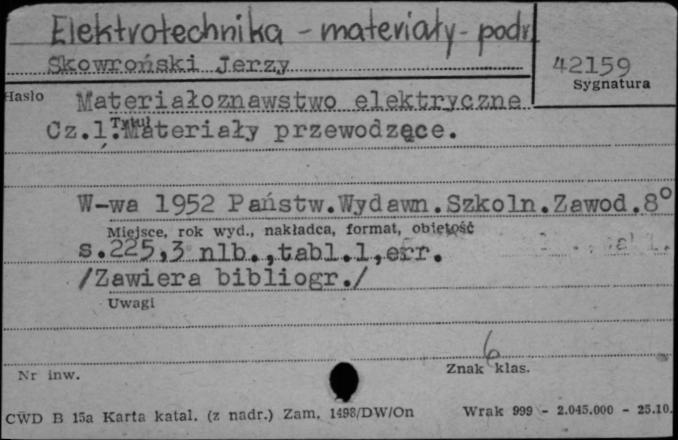 Elektrotechnika - materiały - podr.
Skowroński Jerzy
42159
Sygnatura
Hasło
Materiałoznawstwo elektryczne
Tytuł
Cz.1. Materiały przewodzące.
W-wa 1952 Państw.Wydawn.Szkoln.Zawod.8°
Miejsce, rok wyd., nakładca, format, objętość
s.225,3 nlb.,tabl.1,err.
/Zawiera bibliogr./
Uwagi
6
Nr inw.
Znak klas.
CWD B 15a Karta katal. (z nadr.) Zam. 1498/DW/On
Wrak 999 - 2.045.000 - 25.10.